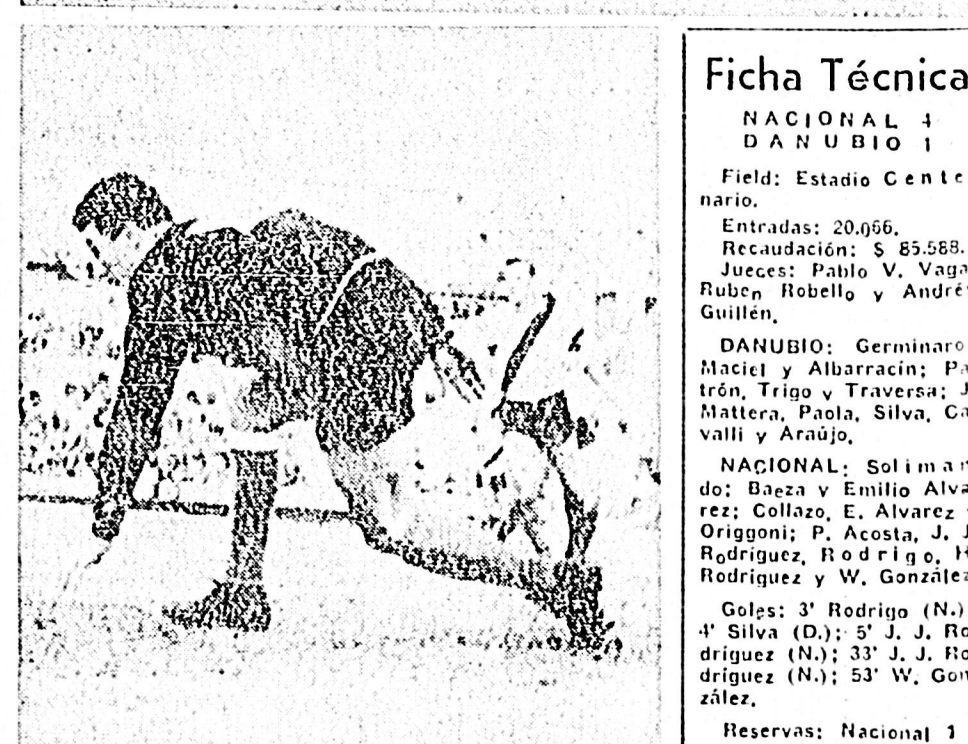 Ficha Técnica
NACIONAL 4
DANUBIO 1
Field: Estadio Cente
nario.
Entradas: 20.066.
Recaudación: $ 85.588.
Jueces: Pablo V. Vaga
Ruben Robello y André
Guillén.
DANUBIO: Germinaro
Maciel y Albarracín; Pa
trón, Trigo y Traversa; J
Mattera, Paola, Silva, Ca
valli y Araújo.
NACIONAL: Soliman
do; Baeza y Emilio Alva
rez; Collazo, E. Alvarez
Origgoni; P. Acosta, J. J
Rodríguez, Rodrigo, H
Rodríguez y W. González
Goles: 3' Rodrigo (N.)
4' Silva (D.); 5' J. J. Ro
dríguez (N.); 33' J. J. Ro
dríguez (N.); 53' W. Gon
zález.
Reservas: Nacional 1